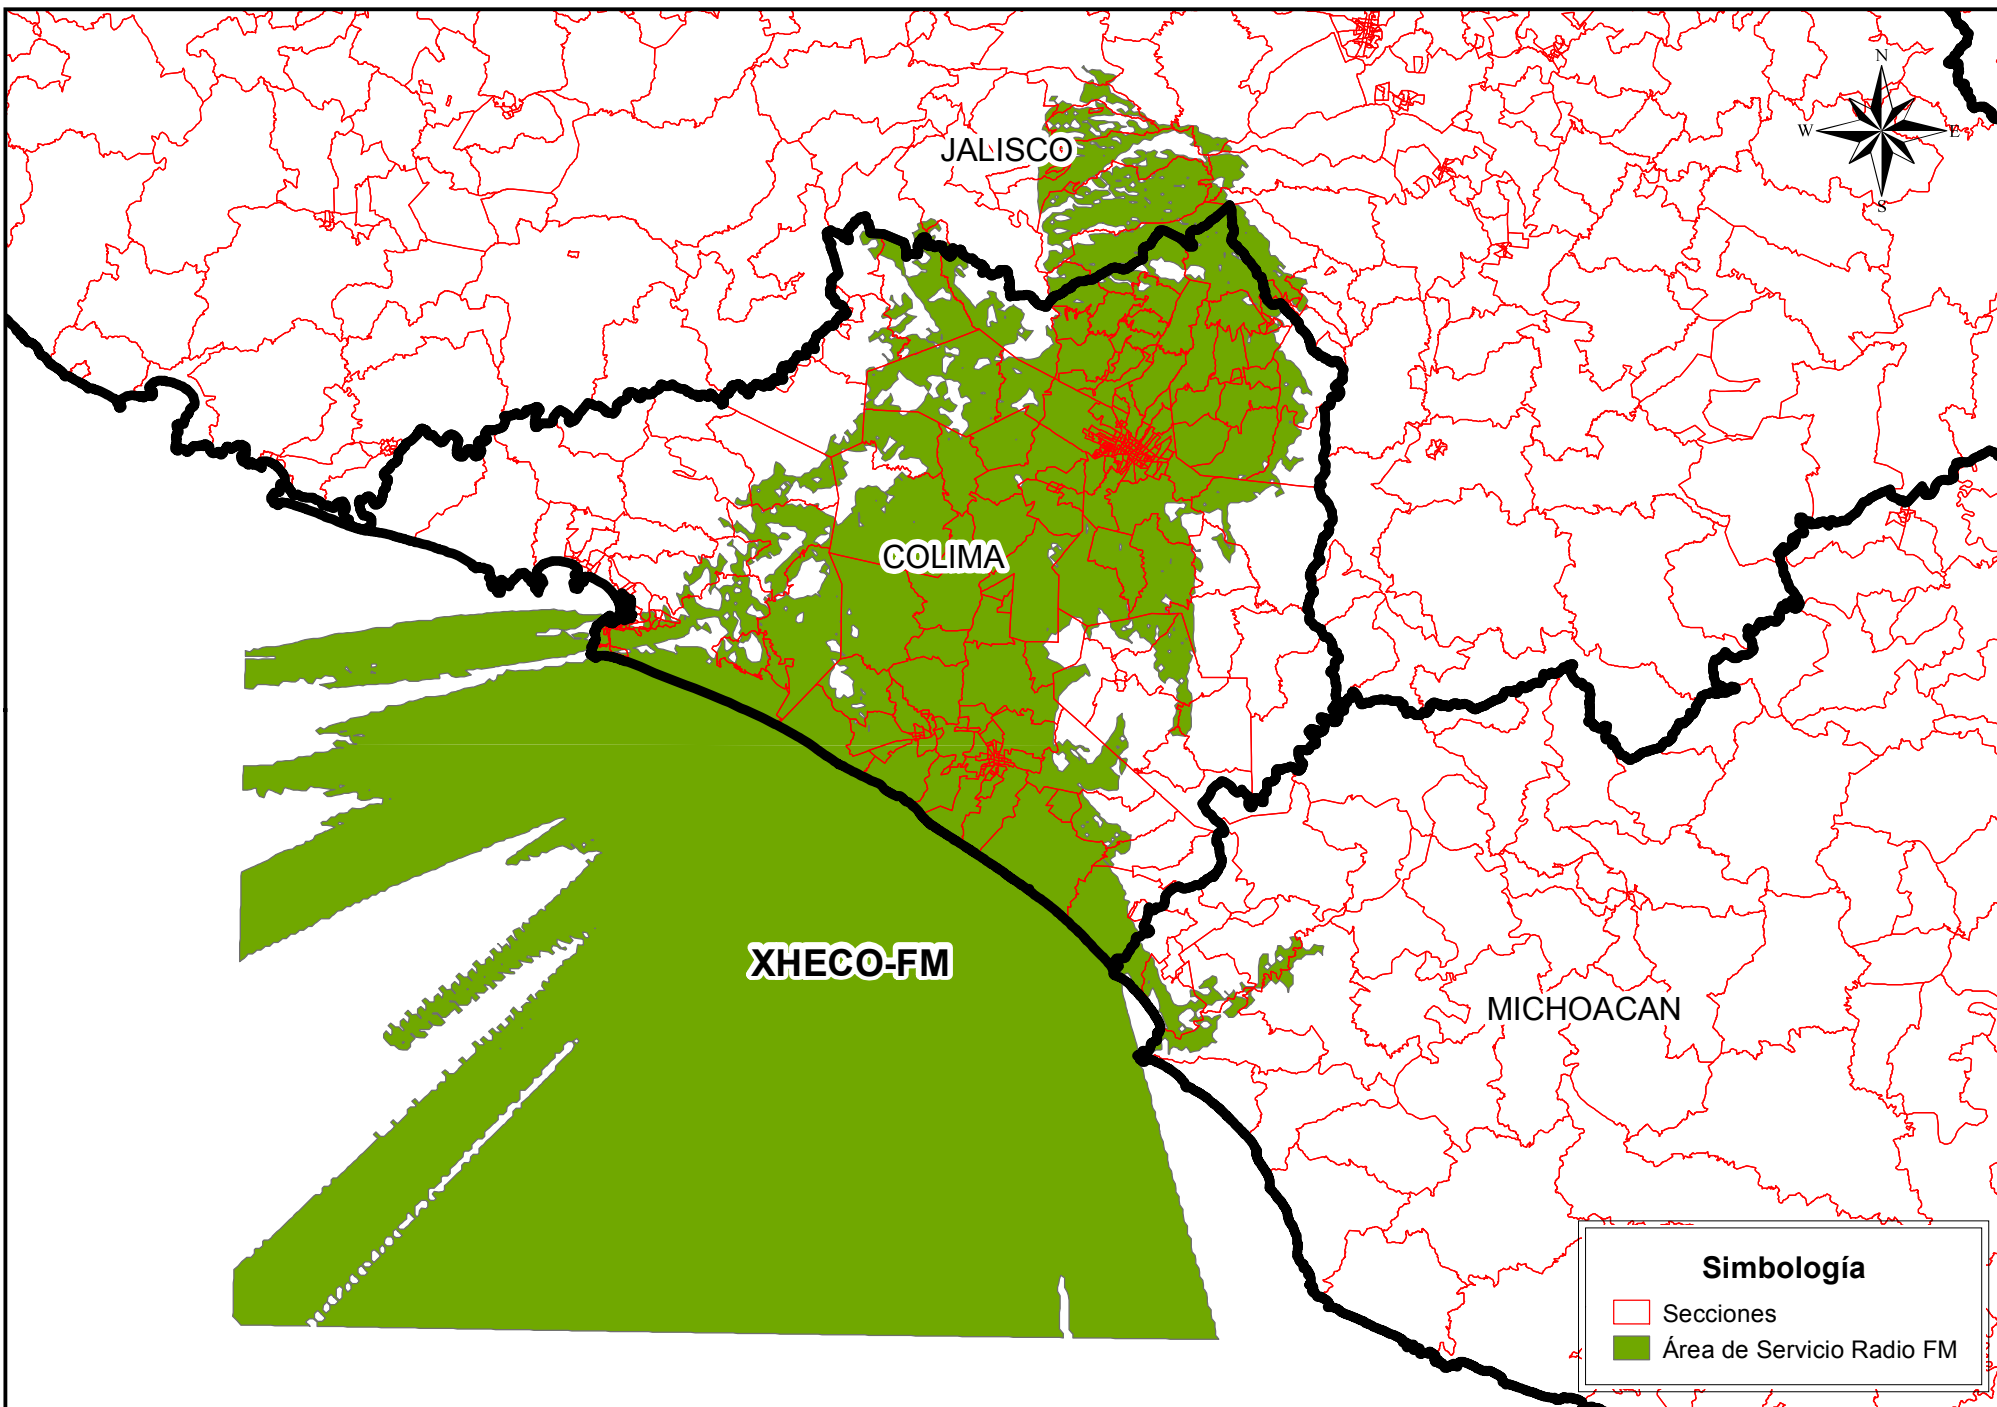 N
W E
S
JALISCO
COLIMA
XHECO-FM
MICHOACAN
Simbología
Secciones
Área de Servicio Radio FM